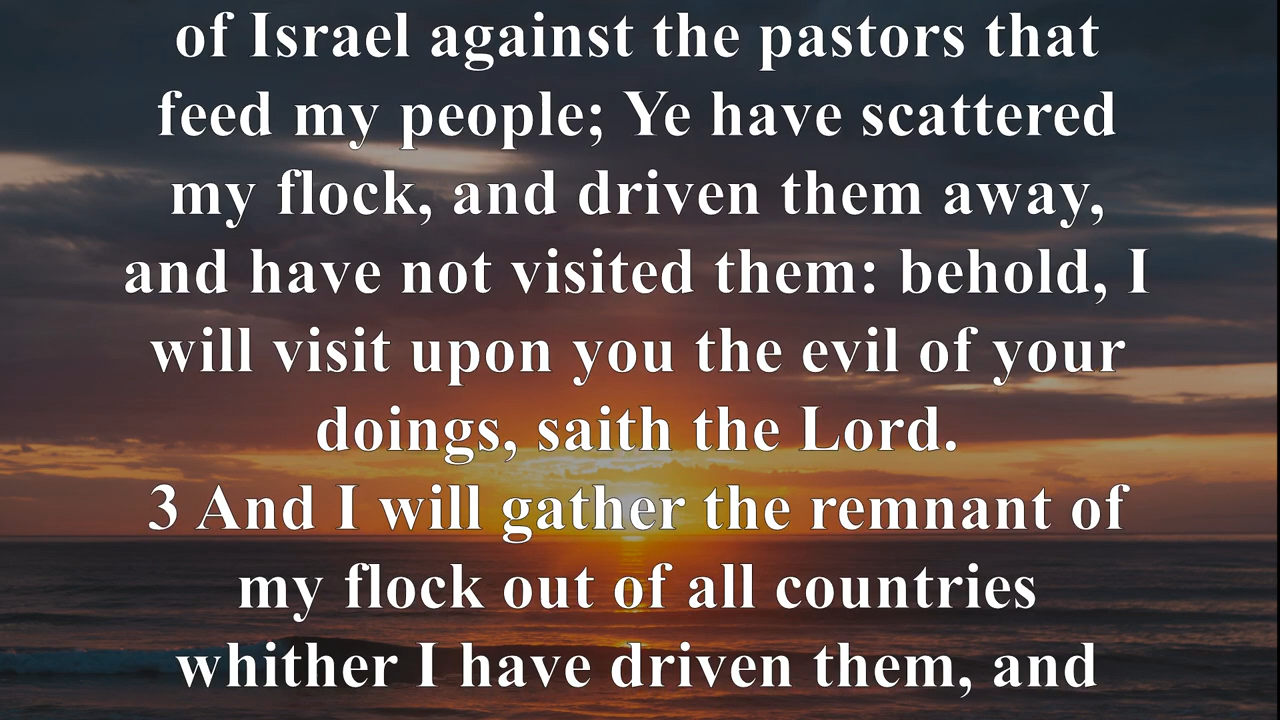 of Israel against the pastors that
feed my people; Ye have scattered
my flock, and driven them away,
and have not visited them: behold, I
will visit upon you the evil of your
doings, saith the Lord.
3 And I will gather the remnant of
my flock out of all countries
whither I have driven them, and